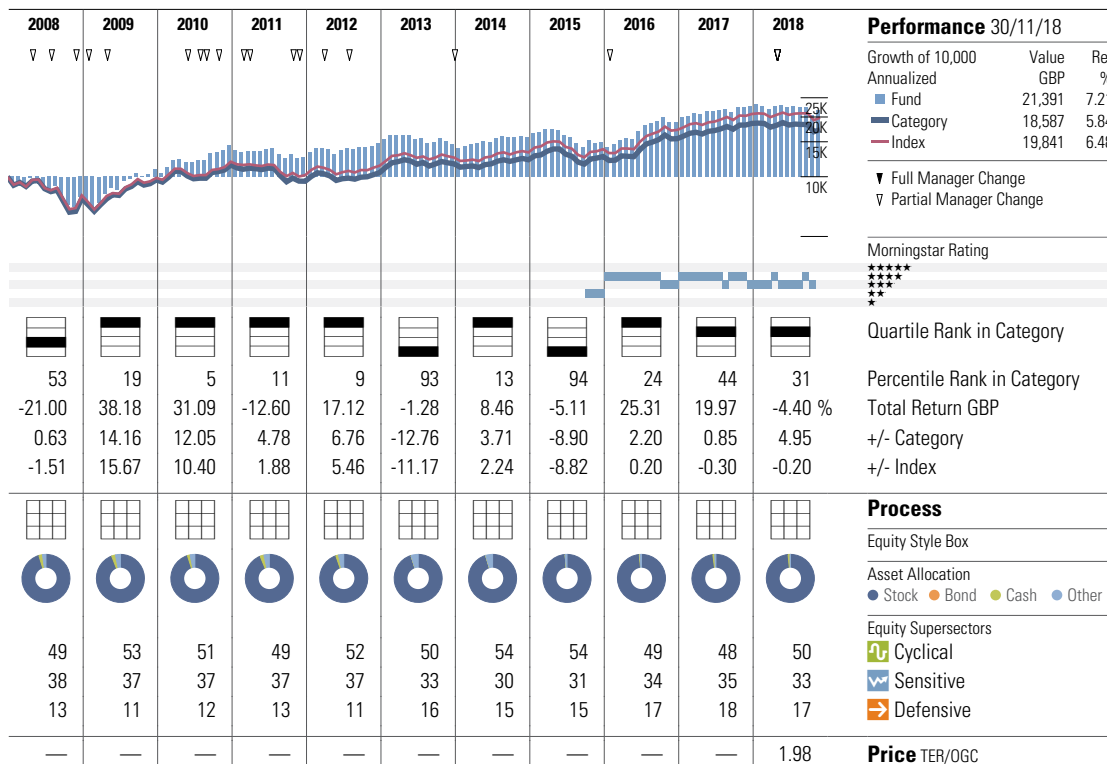 2008 2009 2010 2011 2012 2013 2014 2015 2016 2017 2018
Performance 30/11/18
Growth of 10,000 Value
Annualized GBP %
Fund 21,391
Category 18,587
Index 19,841
25K
20K
15K
10K
▼ Full Manager Change
▽ Partial Manager Change
Morningstar Rating
★★★★★
★★★★
★★★
★★
★
Quartile Rank in Category
53 19 5 11 9 93 13 94 24 44 31 Percentile Rank in Category
-21.00 38.18 31.09 -12.60 17.12 -1.28 8.46 -5.11 25.31 19.97 -4.40 % Total Return GBP
0.63 14.16 12.05 4.78 6.76 -12.76 3.71 -8.90 2.20 0.85 4.95 +/- Category
-1.51 15.67 10.40 1.88 5.46 -11.17 2.24 -8.82 0.20 -0.30 -0.20 +/- Index
Process
Equity Style Box
Asset Allocation
Stock Bond Cash Other
Equity Supersectors
49 53 51 49 52 50 54 54 49 48 50 Cyclical
38 37 37 37 37 33 30 31 34 35 33 Sensitive
13 11 12 13 11 16 15 15 17 18 17 Defensive
— — — — — — — — — — 1.98 Price TER/OGC